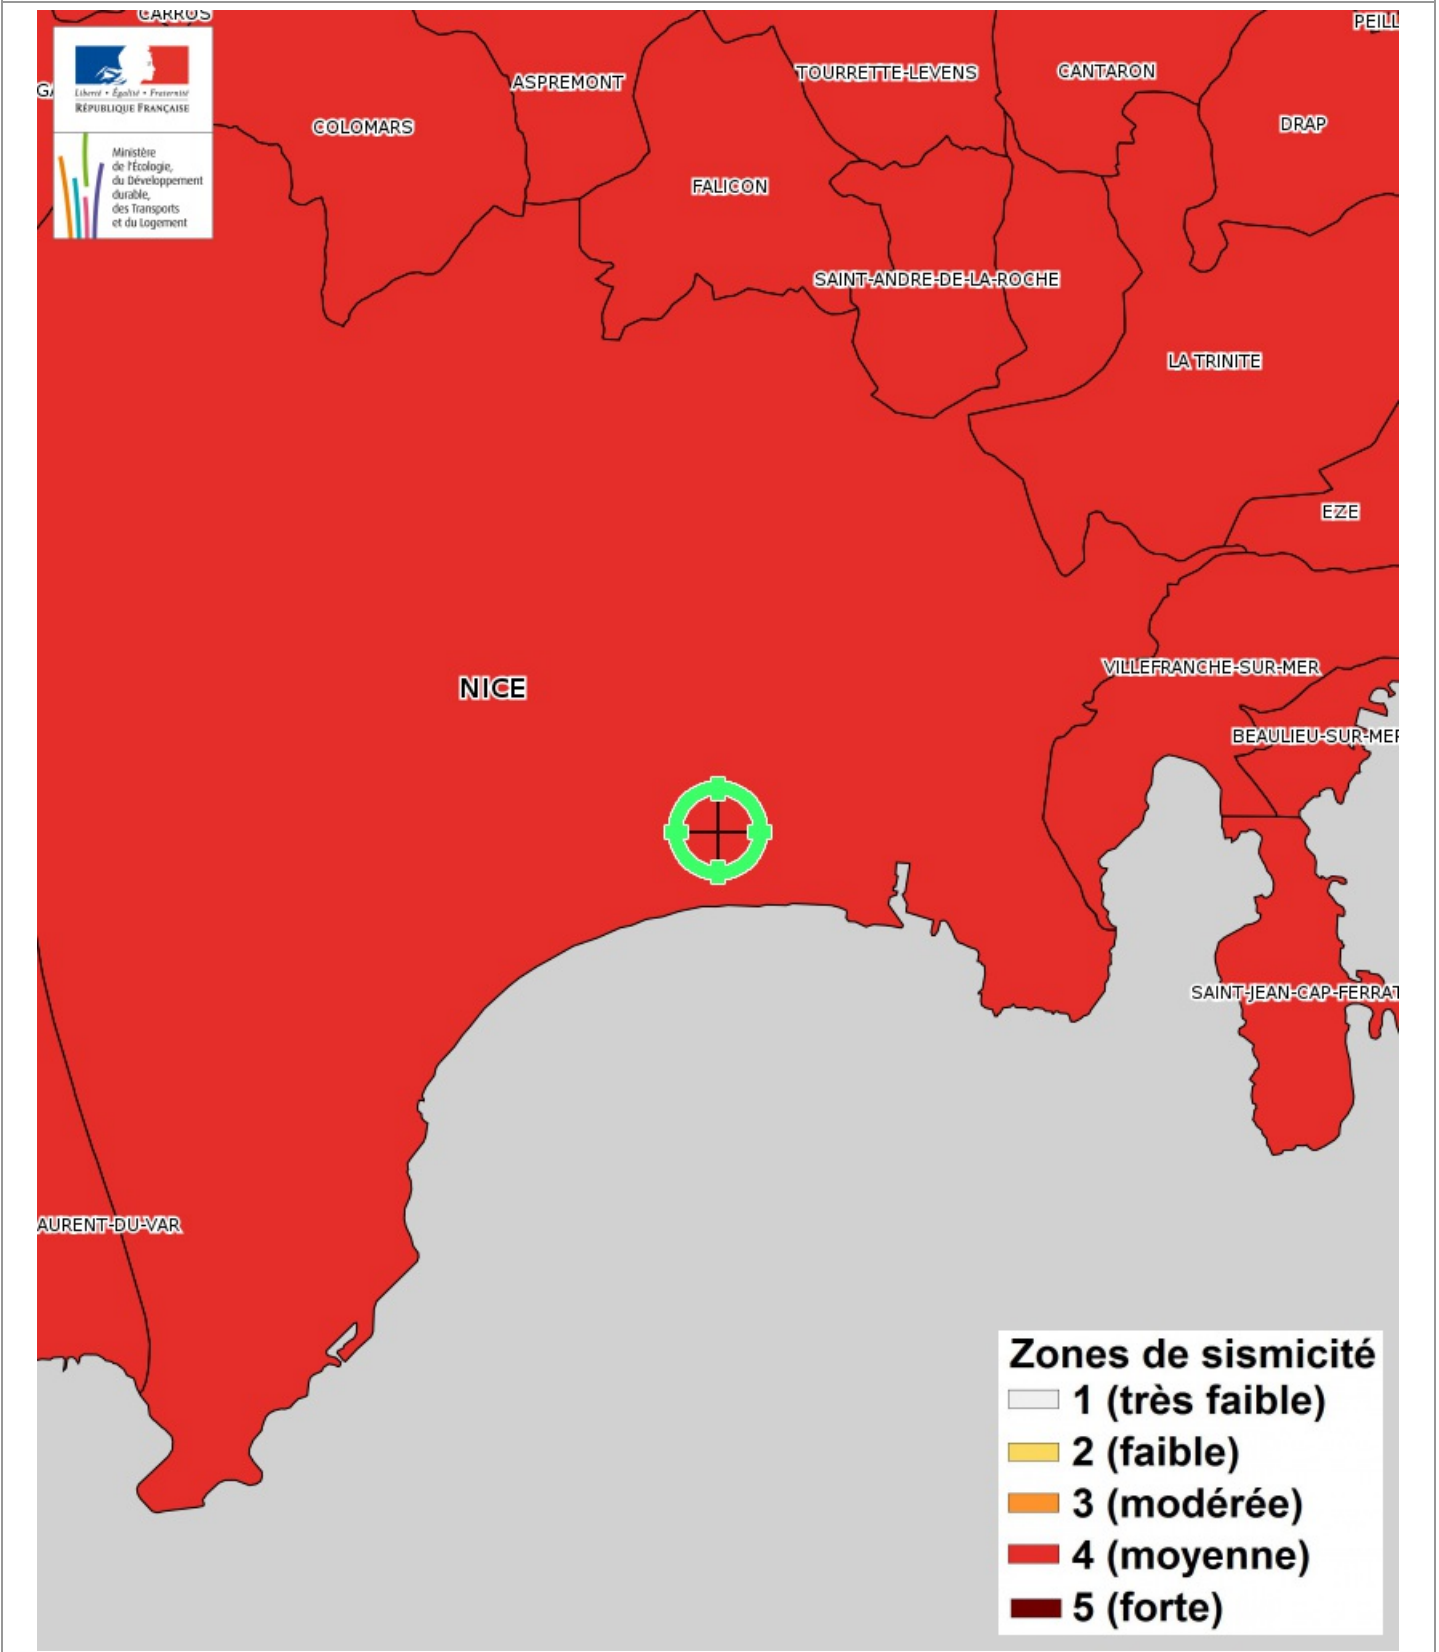 CARROS
PEILL
Liberté • Égalité • Fraternité
RÉPUBLIQUE FRANÇAISE
GA
ASPREMONT
TOURRETTE-LEVENS
CANTARON
COLOMARS
DRAP
Ministère
de l'Écologie,
du Développement
durable,
des Transports
et du Logement
FALICON
SAINT-ANDRE-DE-LA-ROCHE
LA TRINITE
EZE
VILLEFRANCHE-SUR-MER
NICE
BEAULIEU-SUR-MER
SAINT-JEAN-CAP-FERRAT
AURENT-DU-VAR
Zones de sismicité
1 (très faible)
2 (faible)
3 (modérée)
4 (moyenne)
5 (forte)